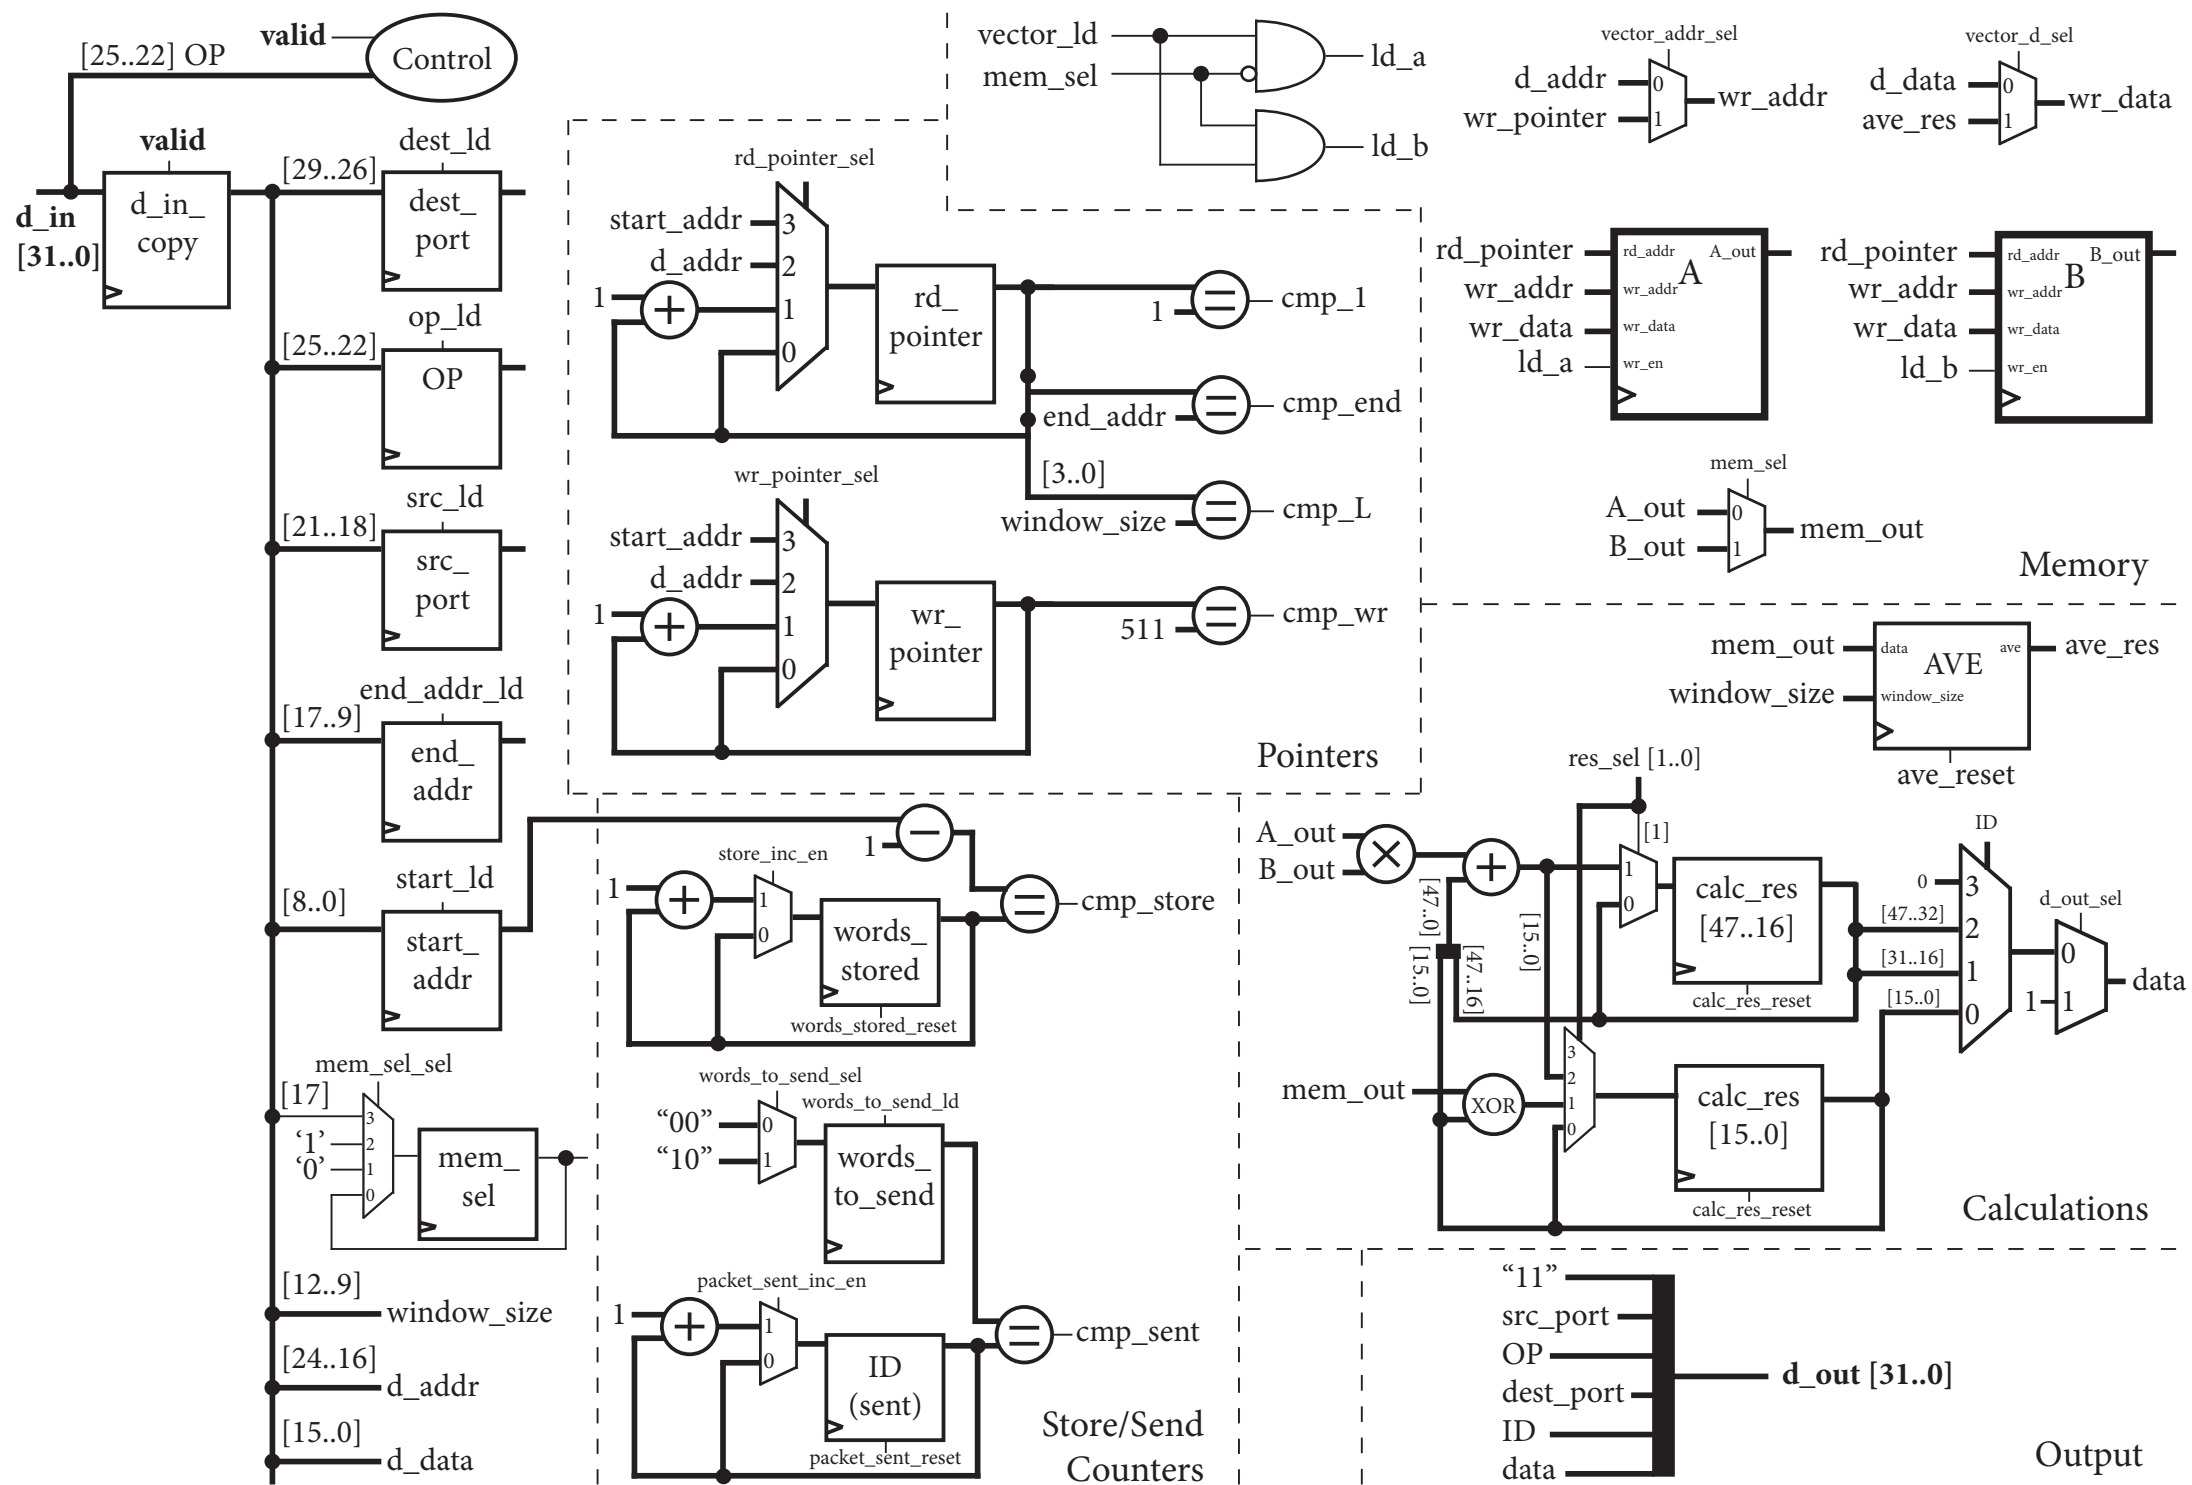 valid
Control
[25..22] OP
valid
d_in
[31..0]
d_in_
copy
dest_ld
[29..26]
dest_
port
op_ld
[25..22]
OP
src_ld
[21..18]
src_
port
end_addr_ld
[17..9]
end_
addr
start_ld
[8..0]
start_
addr
mem_sel_sel
[17]
3
‘1’
2
‘0’
1
0
mem_
sel
[12..9]
window_size
[24..16]
d_addr
[15..0]
d_data
rd_pointer_sel
start_addr
3
d_addr
2
1
+
1
0
rd_
pointer
cmp_1
1
end_addr
cmp_end
[3..0]
window_size
cmp_L
wr_pointer_sel
start_addr
3
d_addr
2
1
+
1
0
wr_
pointer
511
cmp_wr
Pointers
vector_ld
mem_sel
ld_a
ld_b
vector_addr_sel
d_addr
0
wr_pointer
1
wr_addr
vector_d_sel
d_data
0
ave_res
1
wr_data
rd_pointer
rd_addr
A_out
A
wr_addr
wr_addr
wr_data
wr_data
ld_a
wr_en
rd_pointer
rd_addr
B_out
B
wr_addr
wr_addr
wr_data
wr_data
ld_b
wr_en
mem_sel
A_out
0
B_out
1
mem_out
Memory
1
store_inc_en
1
+
1
0
words_
stored
words_stored_reset
cmp_store
words_to_send_sel
“00”
0
“10”
1
words_to_send_ld
words_
to_send
packet_sent_inc_en
1
+
1
0
ID
(sent)
packet_sent_reset
cmp_sent
Store/Send
Counters
mem_out
data
ave
AVE
ave_res
window_size
window_size
ave_reset
res_sel [1..0]
[1]
A_out
B_out
+
[47..0]
[15..0]
[47..16]
[15..0]
1
0
calc_res
[47..16]
calc_res_reset
mem_out
XOR
3
2
1
0
calc_res
[15..0]
calc_res_reset
ID
0
3
[47..32]
2
[31..16]
1
[15..0]
0
d_out_sel
0
1
1
data
Calculations
“11”
src_port
OP
dest_port
ID
data
d_out [31..0]
Output